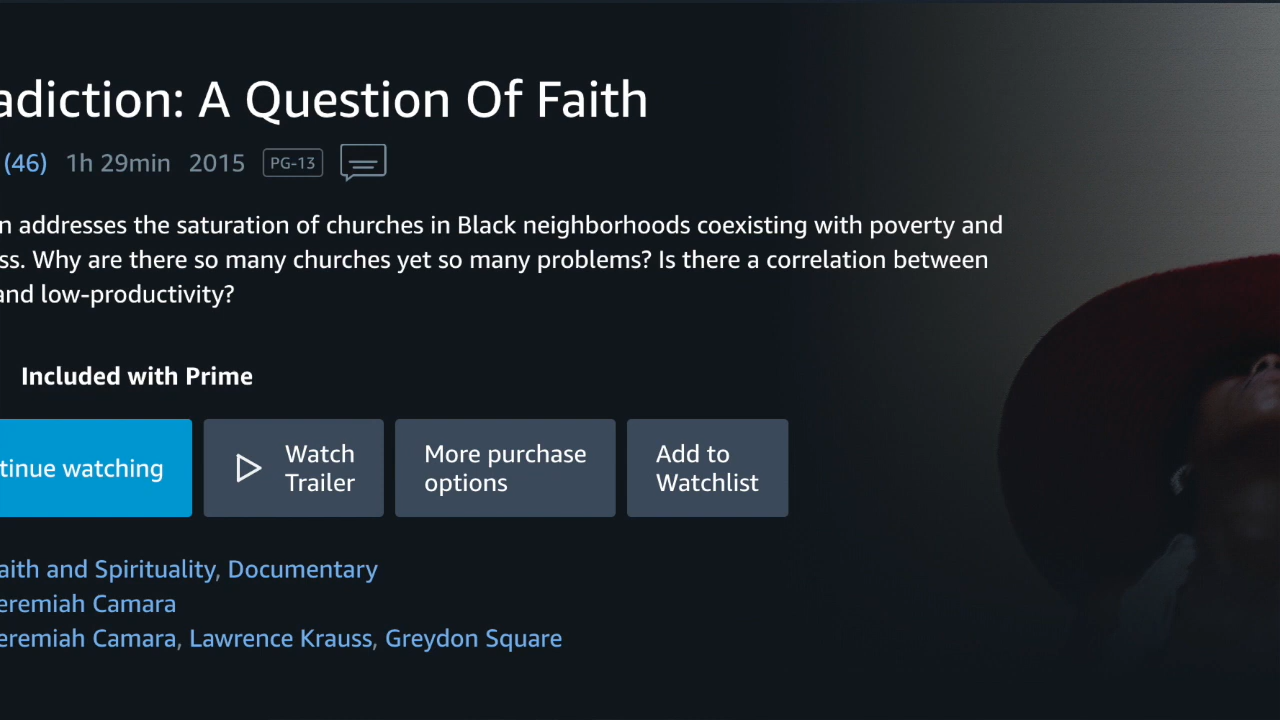 adiction: A Question Of Faith
(46) 1h 29min 2015 PG-13
n addresses the saturation of churches in Black neighborhoods coexisting with poverty and
ss. Why are there so many churches yet so many problems? Is there a correlation between
and low-productivity?
Included with Prime
tinue watching
Watch
Trailer
More purchase
options
Add to
Watchlist
aith and Spirituality, Documentary
eremiah Camara
eremiah Camara, Lawrence Krauss, Greydon Square